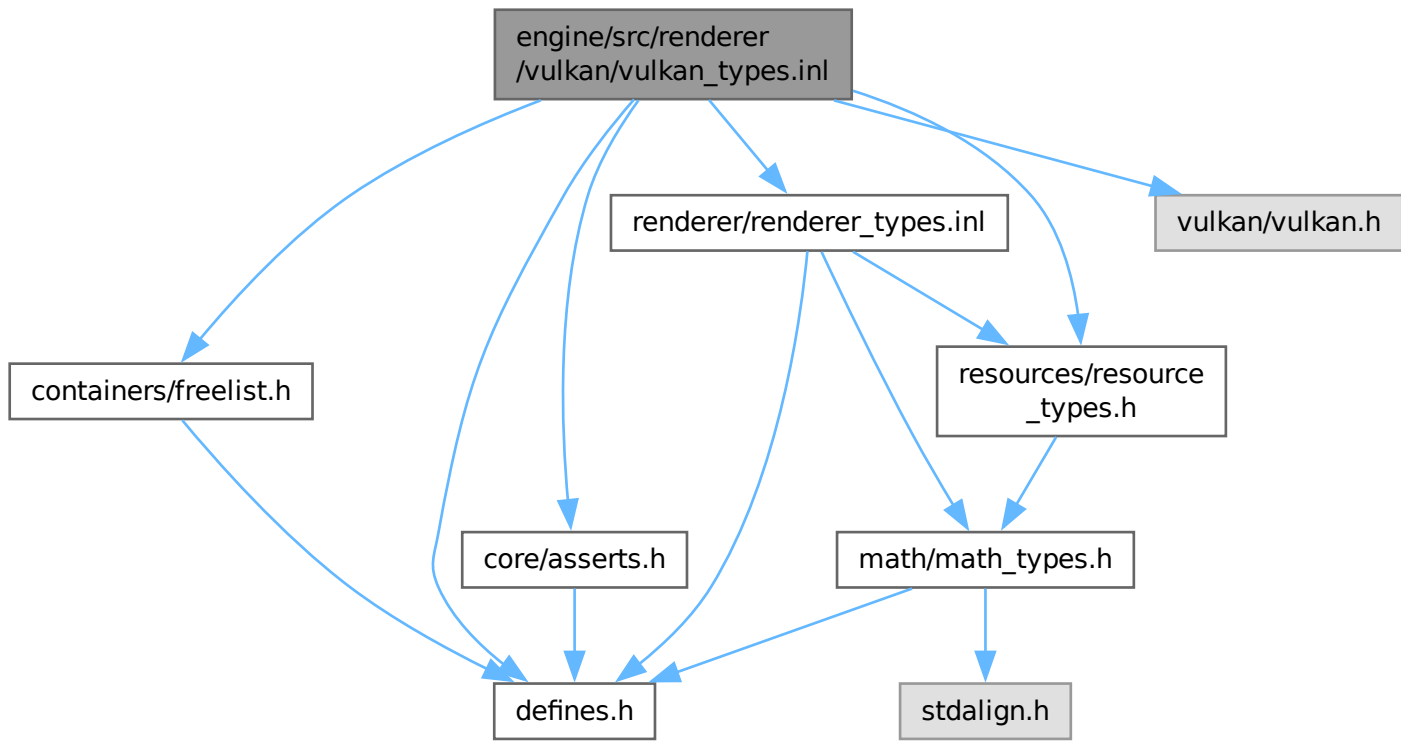 engine/src/renderer
/vulkan/vulkan_types.inl
renderer/renderer_types.inl
vulkan/vulkan.h
containers/freelist.h
resources/resource
_types.h
core/asserts.h
math/math_types.h
defines.h
stdalign.h